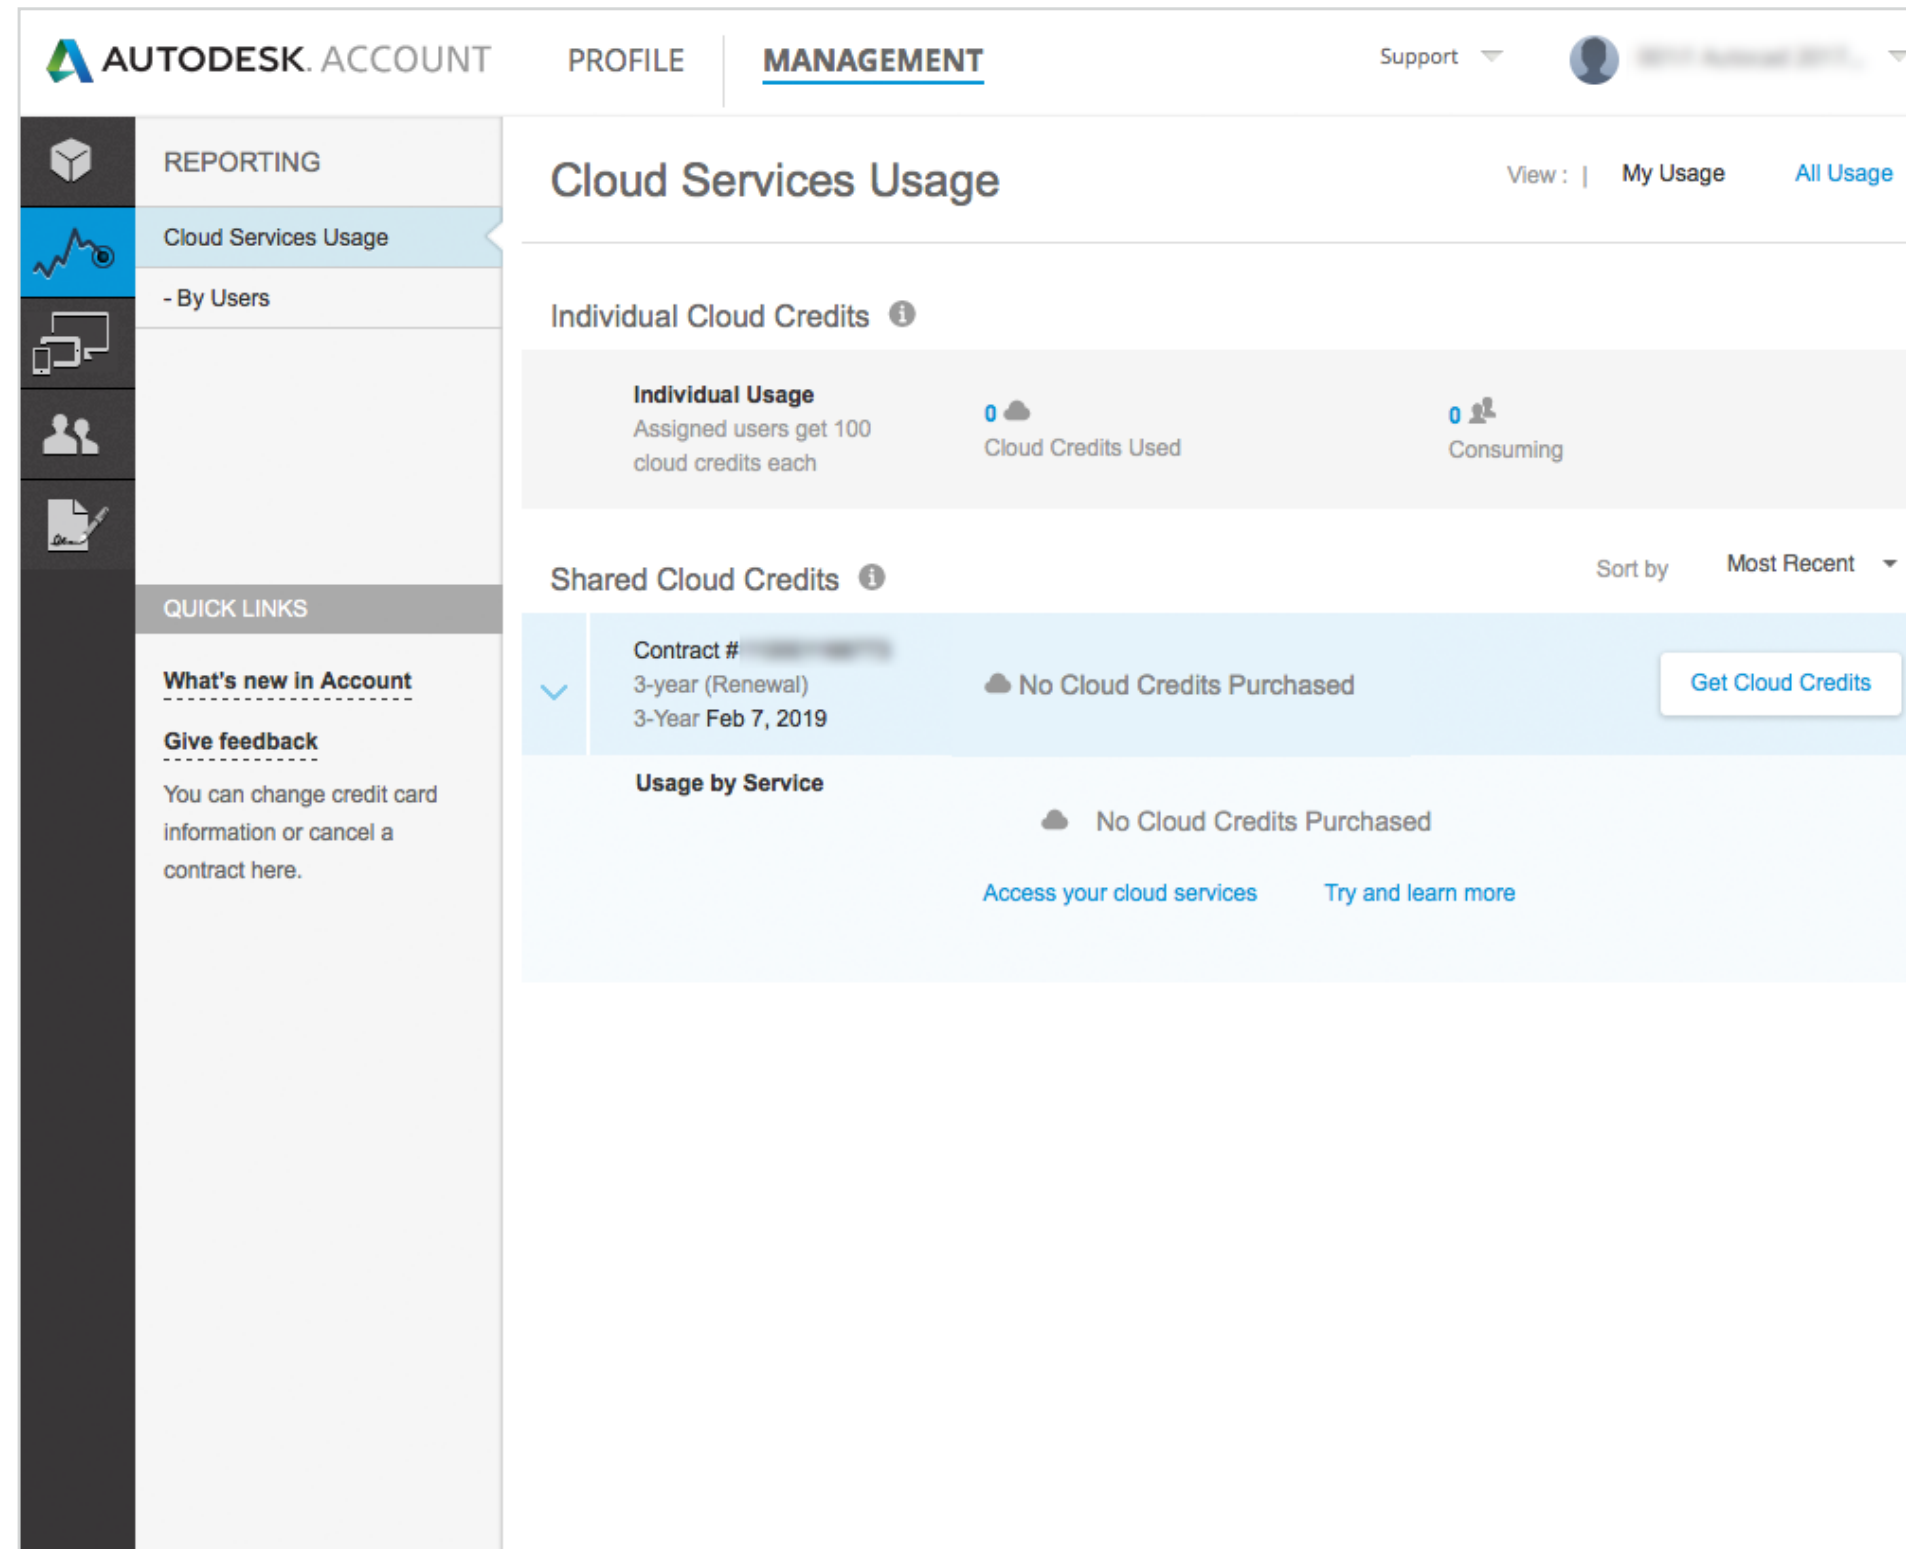 AUTODESK. ACCOUNT
PROFILE
MANAGEMENT
Support
REPORTING
Cloud Services Usage
- By Users
QUICK LINKS
What's new in Account
Give feedback
You can change credit card
information or cancel a
contract here.
Cloud Services Usage
View : | My Usage All Usage
Individual Cloud Credits
Individual Usage
Assigned users get 100
cloud credits each
0
Cloud Credits Used
0
Consuming
Shared Cloud Credits
Sort by Most Recent
Contract #
3-year (Renewal)
3-Year Feb 7, 2019
No Cloud Credits Purchased
Get Cloud Credits
Usage by Service
No Cloud Credits Purchased
Access your cloud services
Try and learn more